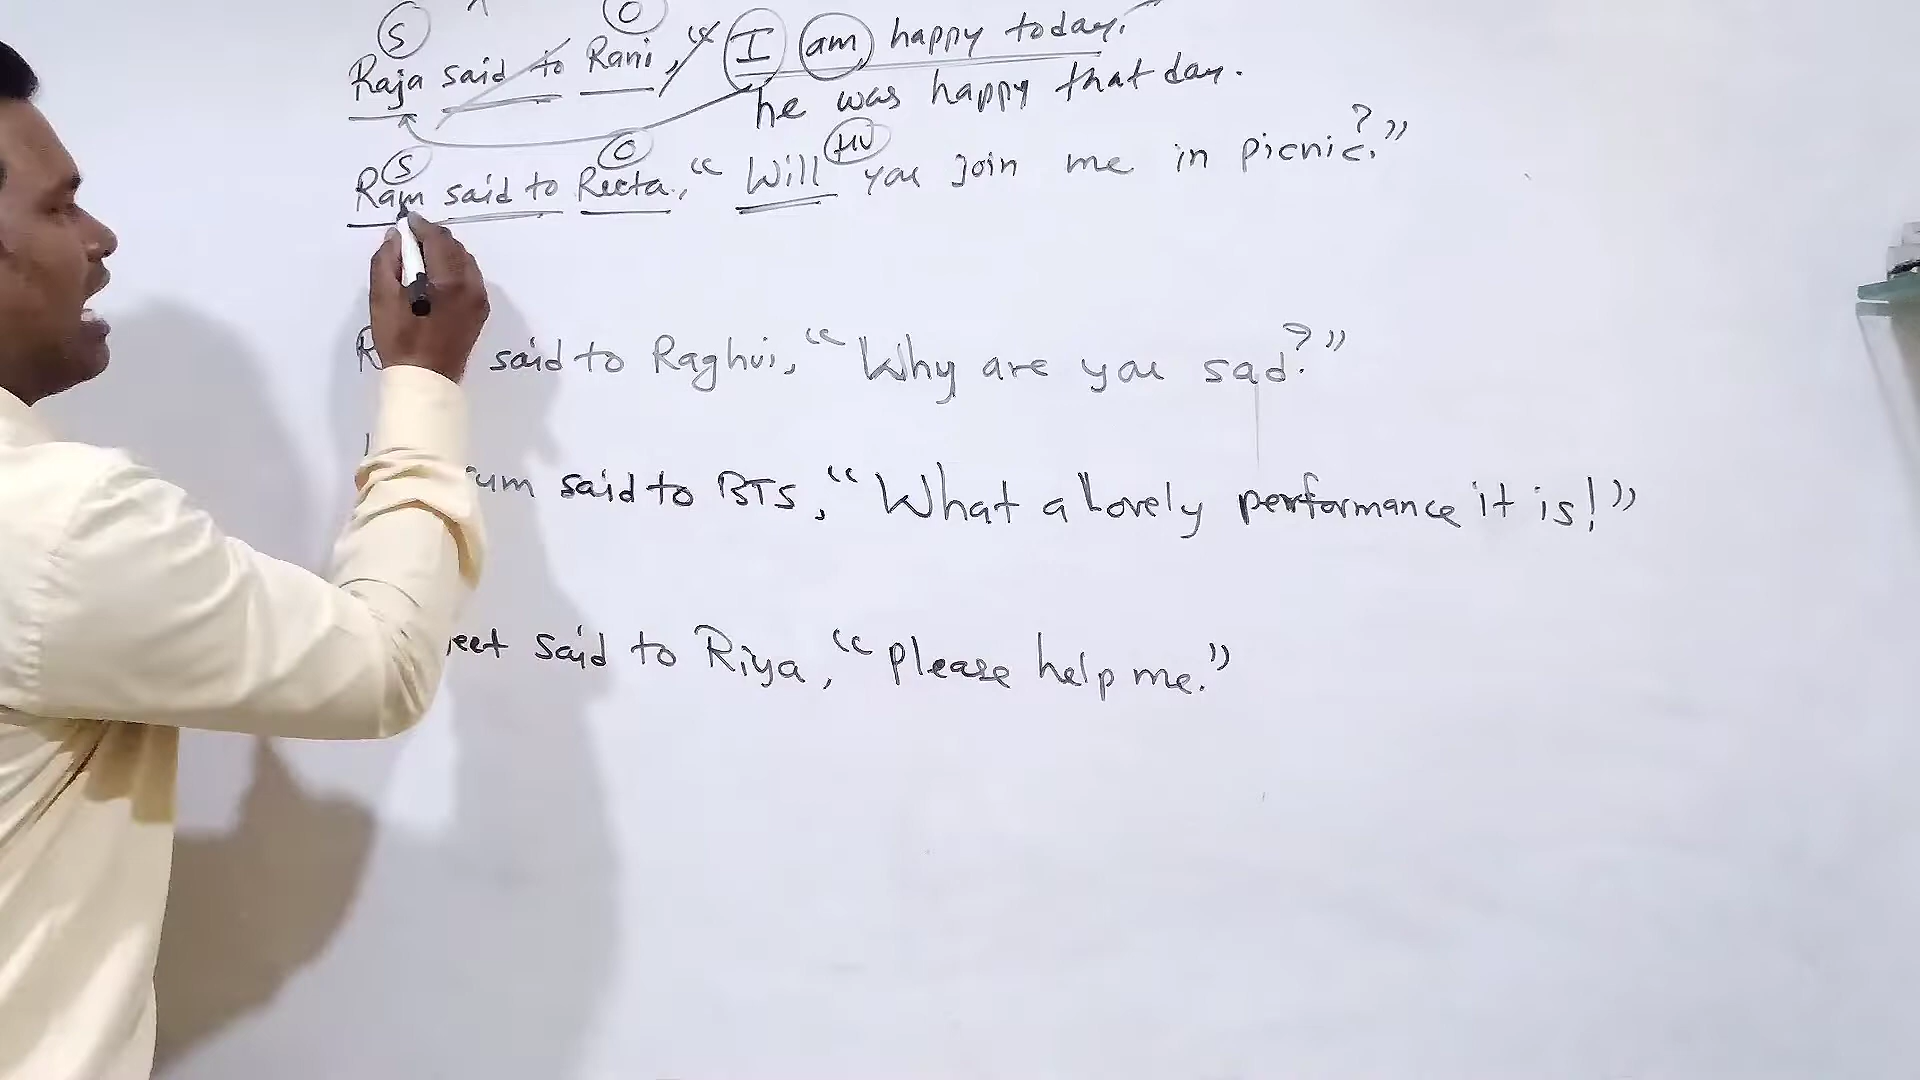 S O
Raja said to Rani, “ I am happy today.”
he was happy that day.
S O HV
Ram said to Reeta, “ Will you join me in picnic?”
said to Raghvi, “Why are you sad?”
said to BTS, “What a lovely performance it is!”
said to Riya, “please help me.”